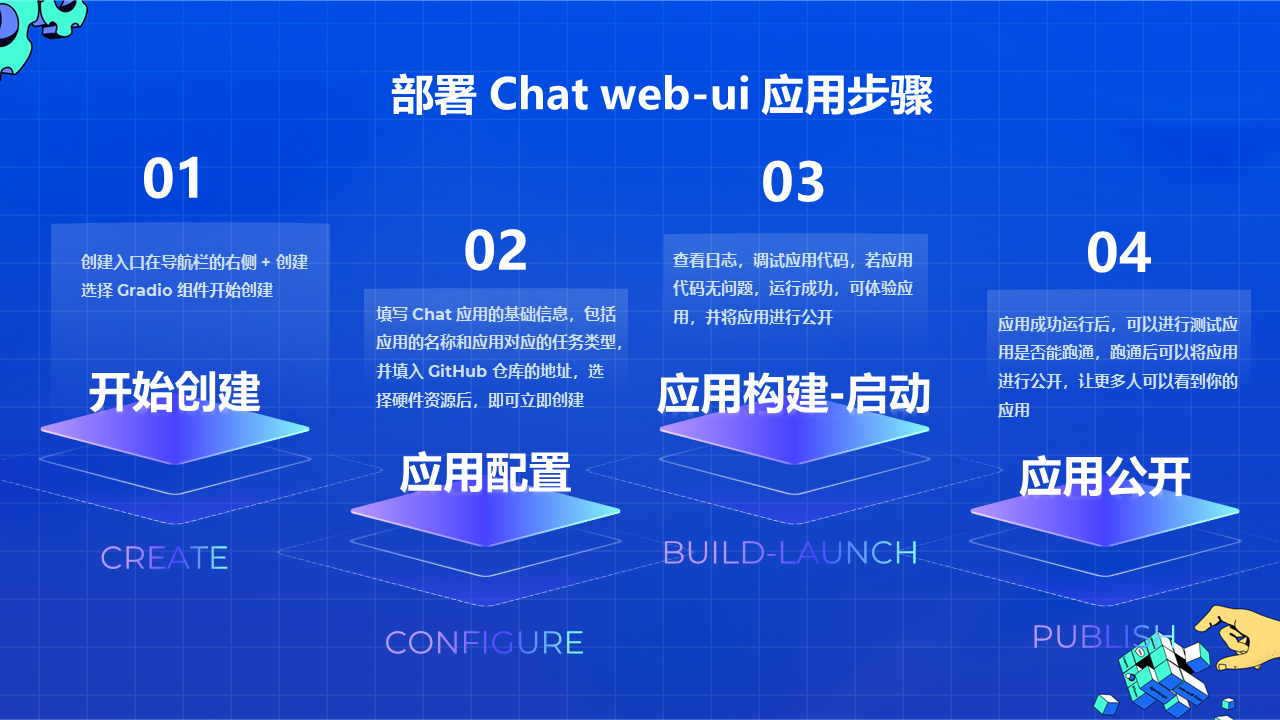 部署 Chat web-ui 应用步骤
01
创建入口在导航栏的右侧 + 创建
选择 Gradio 组件开始创建
开始创建
CREATE
02
填写 Chat 应用的基础信息，包括
应用的名称和应用对应的任务类型，
并填入 GitHub 仓库的地址，选
择硬件资源后，即可立即创建
应用配置
CONFIGURE
03
查看日志，调试应用代码，若应用
代码无问题，运行成功，可体验应
用，并将应用进行公开
应用构建-启动
BUILD-LAUNCH
04
应用成功运行后，可以进行测试应
用是否能跑通，跑通后可以将应用
进行公开，让更多人可以看到你的
应用
应用公开
PUBLISH